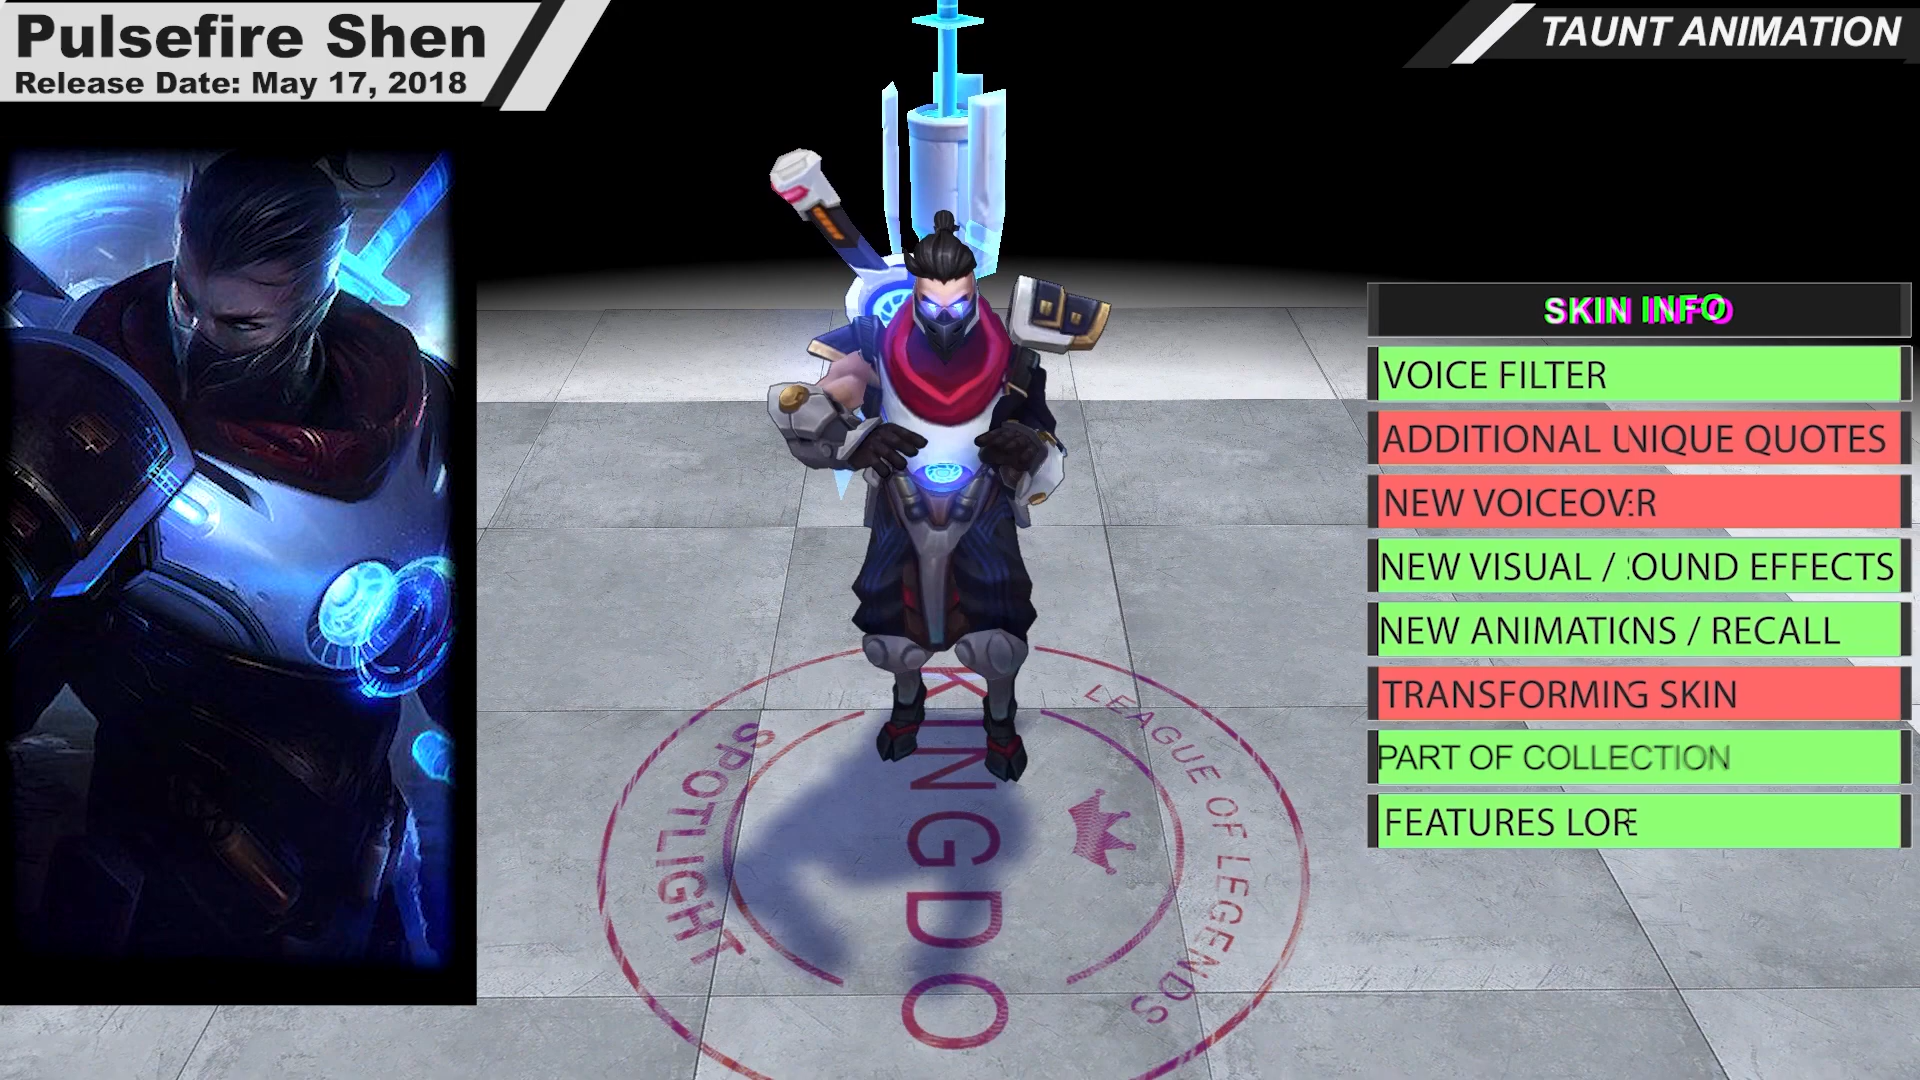 Pulsefire Shen
Release Date: May 17, 2018
TAUNT ANIMATION
SKIN INFO
VOICE FILTER
ADDITIONAL UNIQUE QUOTES
NEW VOICEOVER
NEW VISUAL / SOUND EFFECTS
NEW ANIMATIONS / RECALL
TRANSFORMING SKIN
PART OF COLLECTION
FEATURES LORE
SPOTLIGHT
KINGDO
LEAGUE OF LEGENDS